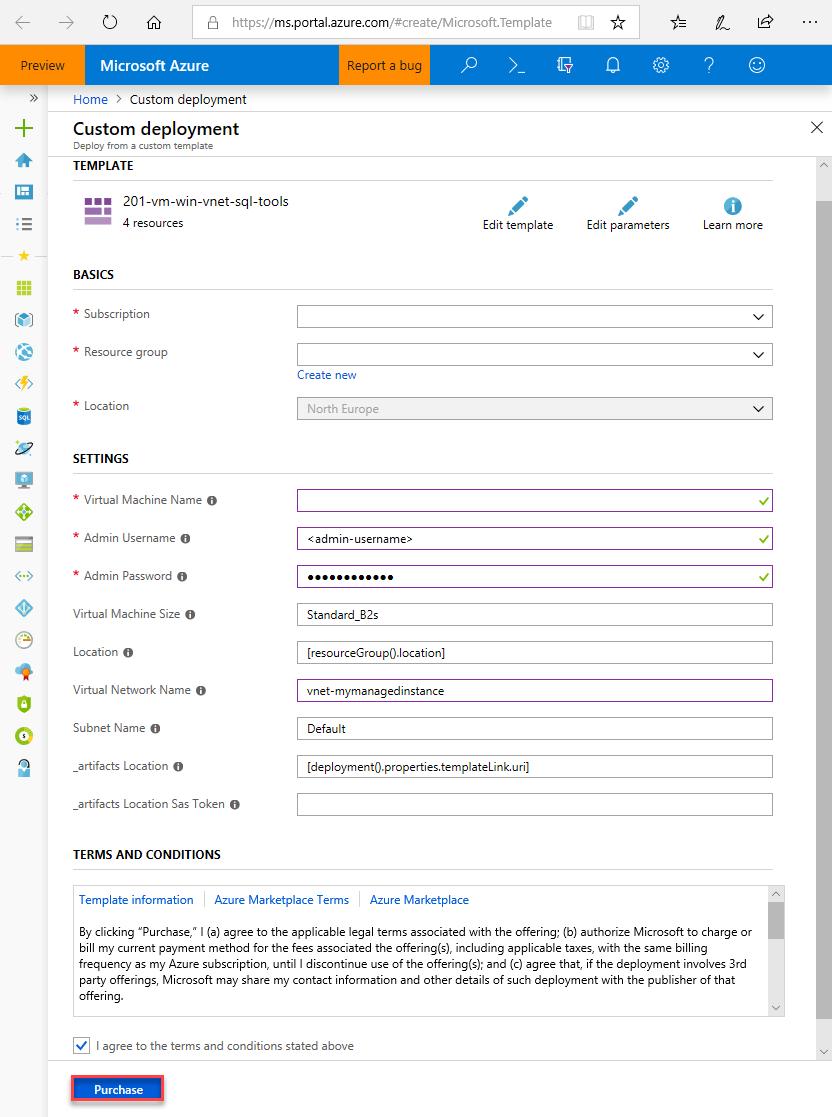 https://ms.portal.azure.com/#create/Microsoft.Template
Preview
Microsoft Azure
Report a bug
Home > Custom deployment
Custom deployment
Deploy from a custom template
TEMPLATE
201-vm-win-vnet-sql-tools
4 resources
Edit template
Edit parameters
Learn more
BASICS
* Subscription
* Resource group
Create new
* Location
North Europe
SETTINGS
* Virtual Machine Name
* Admin Username
<admin-username>
* Admin Password
●●●●●●●●●●●●
Virtual Machine Size
Standard_B2s
Location
[resourceGroup().location]
Virtual Network Name
vnet-mymanagedinstance
Subnet Name
Default
_artifacts Location
[deployment().properties.templateLink.uri]
_artifacts Location Sas Token
TERMS AND CONDITIONS
Template information
Azure Marketplace Terms
Azure Marketplace
By clicking “Purchase,” I (a) agree to the applicable legal terms associated with the offering; (b) authorize Microsoft to charge or
bill my current payment method for the fees associated the offering(s), including applicable taxes, with the same billing
frequency as my Azure subscription, until I discontinue use of the offering(s); and (c) agree that, if the deployment involves 3rd
party offerings, Microsoft may share my contact information and other details of such deployment with the publisher of that
offering.
I agree to the terms and conditions stated above
Purchase
SQL